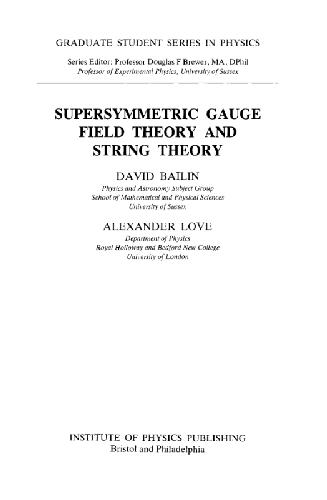 GRADUATE STUDENT SERIES IN PHYSICS
Series Editor: Professor Douglas F Brewer, MA, DPhil
Professor of Experimental Physics, University of Sussex
SUPERSYMMETRIC GAUGE
FIELD THEORY AND
STRING THEORY
DAVID BAILIN
Physics and Astronomy Subject Group
School of Mathematical and Physical Sciences
University of Sussex
ALEXANDER LOVE
Department of Physics
Royal Holloway and Bedford New College
University of London
INSTITUTE OF PHYSICS PUBLISHING
Bristol and Philadelphia